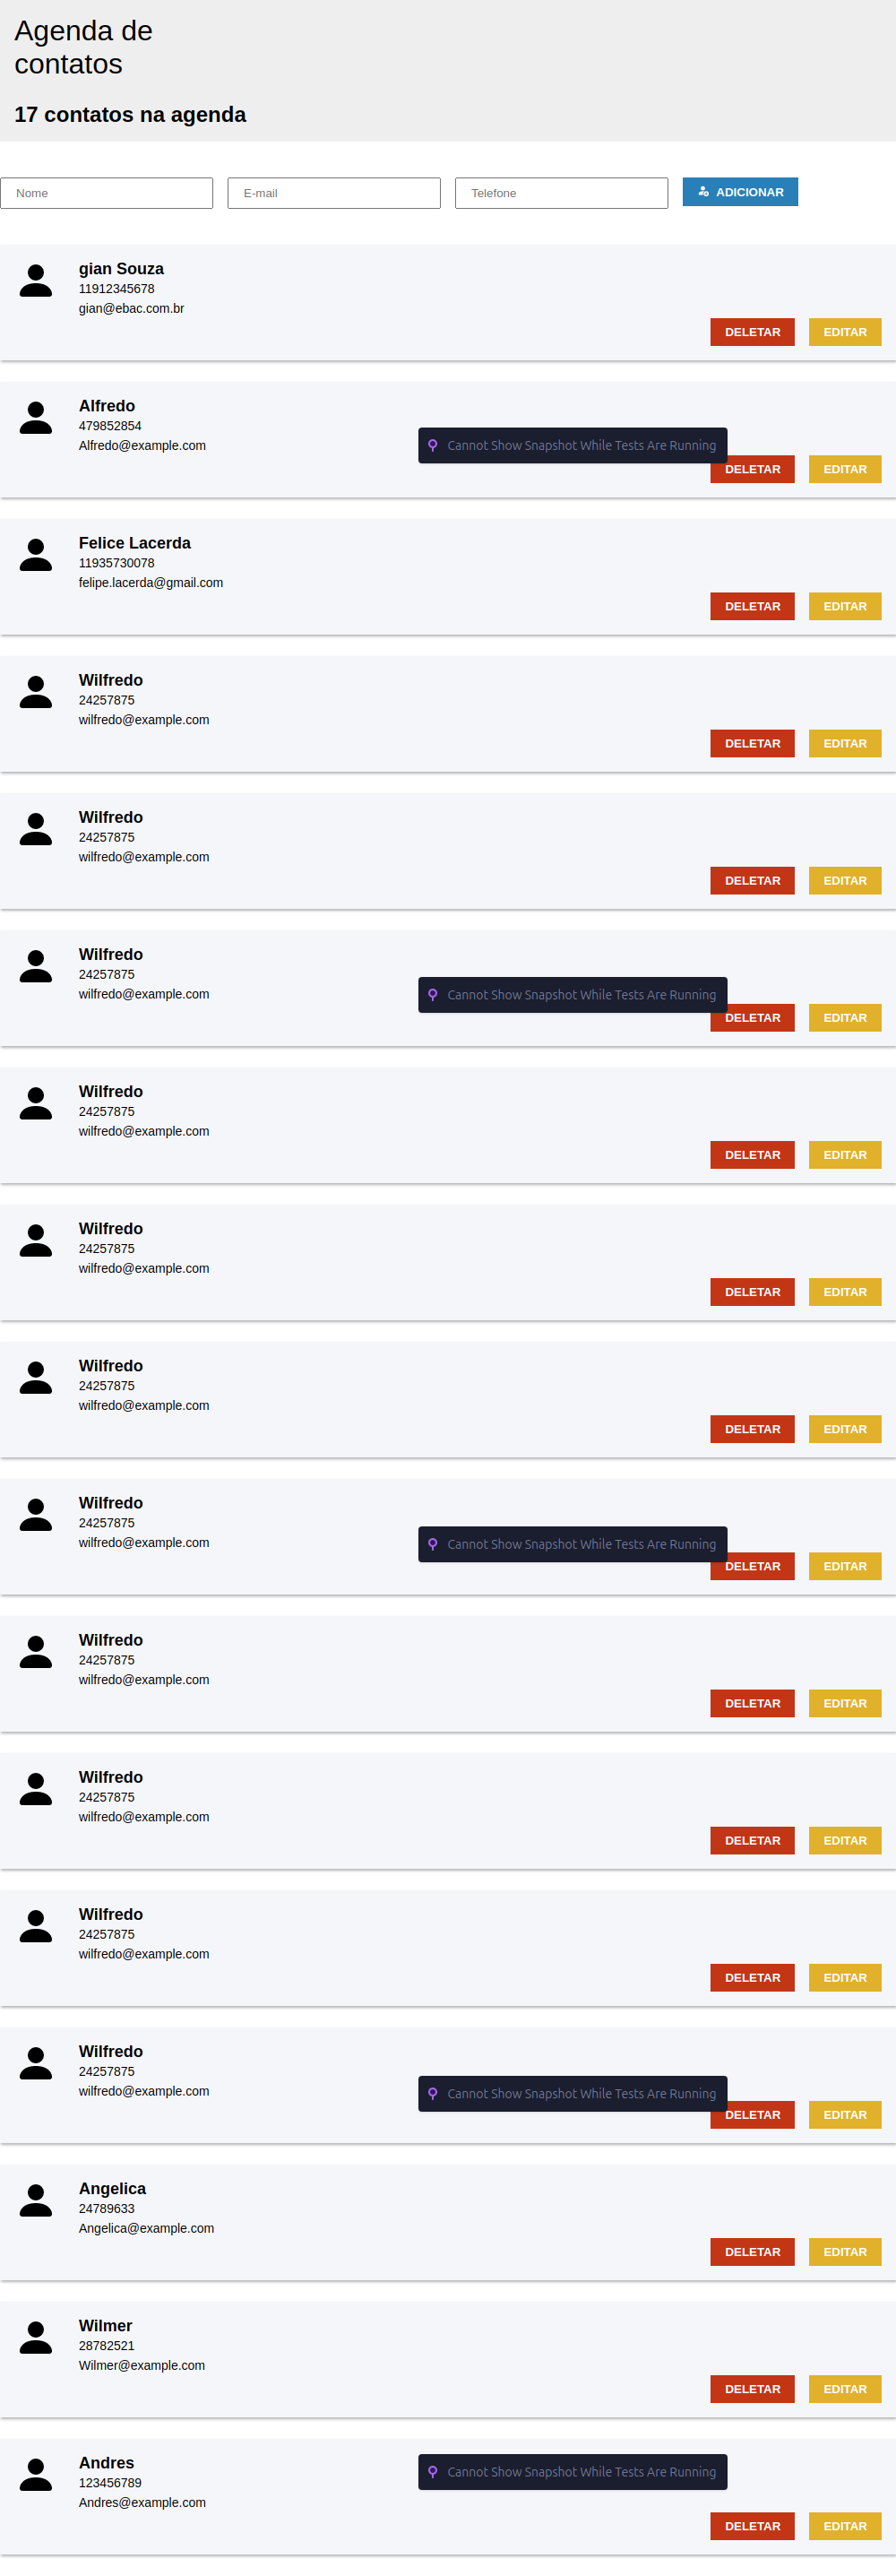 Agenda de
contatos
17 contatos na agenda
Nome E-mail Telefone ADICIONAR
gian Souza
11912345678
gian@ebac.com.br
DELETAR EDITAR
Alfredo
479852854
Alfredo@example.com
Cannot Show Snapshot While Tests Are Running
DELETAR EDITAR
Felice Lacerda
11935730078
felipe.lacerda@gmail.com
DELETAR EDITAR
Wilfredo
24257875
wilfredo@example.com
DELETAR EDITAR
Wilfredo
24257875
wilfredo@example.com
DELETAR EDITAR
Wilfredo
24257875
wilfredo@example.com
Cannot Show Snapshot While Tests Are Running
DELETAR EDITAR
Wilfredo
24257875
wilfredo@example.com
DELETAR EDITAR
Wilfredo
24257875
wilfredo@example.com
DELETAR EDITAR
Wilfredo
24257875
wilfredo@example.com
DELETAR EDITAR
Wilfredo
24257875
wilfredo@example.com
Cannot Show Snapshot While Tests Are Running
DELETAR EDITAR
Wilfredo
24257875
wilfredo@example.com
DELETAR EDITAR
Wilfredo
24257875
wilfredo@example.com
DELETAR EDITAR
Wilfredo
24257875
wilfredo@example.com
DELETAR EDITAR
Wilfredo
24257875
wilfredo@example.com
Cannot Show Snapshot While Tests Are Running
DELETAR EDITAR
Angelica
24789633
Angelica@example.com
DELETAR EDITAR
Wilmer
28782521
Wilmer@example.com
DELETAR EDITAR
Andres
123456789
Andres@example.com
Cannot Show Snapshot While Tests Are Running
DELETAR EDITAR